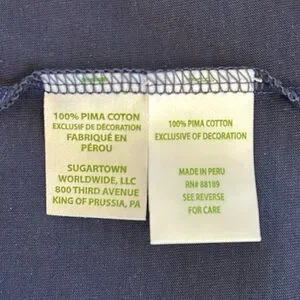 100% PIMA COTON
EXCLUSIF DE DÉCORATION
FABRIQUÉ EN
PÉROU
SUGARTOWN
WORLDWIDE, LLC
800 THIRD AVENUE
KING OF PRUSSIA, PA
100% PIMA COTTON
EXCLUSIVE OF DECORATION
MADE IN PERU
RN# 88189
SEE REVERSE
FOR CARE